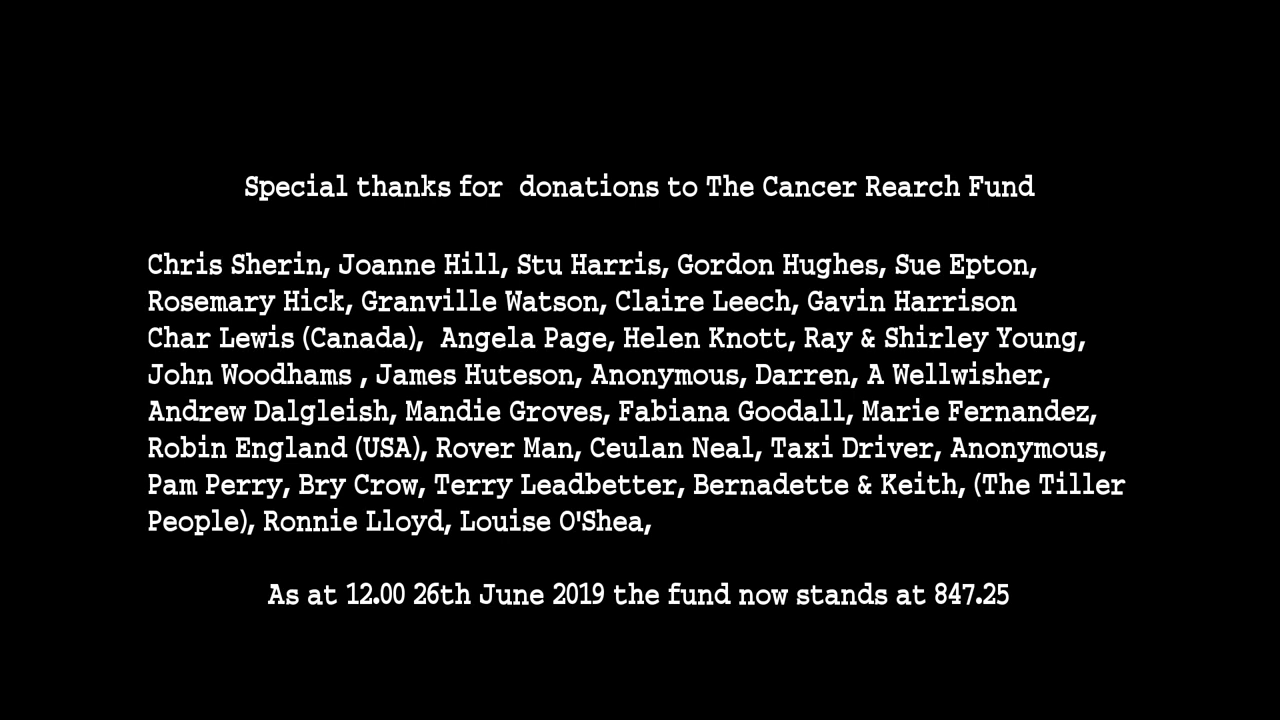 Special thanks for  donations to The Cancer Rearch Fund
Chris Sherin, Joanne Hill, Stu Harris, Gordon Hughes, Sue Epton,
Rosemary Hick, Granville Watson, Claire Leech, Gavin Harrison
Char Lewis (Canada),  Angela Page, Helen Knott, Ray & Shirley Young,
John Woodhams , James Huteson, Anonymous, Darren, A Wellwisher,
Andrew Dalgleish, Mandie Groves, Fabiana Goodall, Marie Fernandez,
Robin England (USA), Rover Man, Ceulan Neal, Taxi Driver, Anonymous,
Pam Perry, Bry Crow, Terry Leadbetter, Bernadette & Keith, (The Tiller
People), Ronnie Lloyd, Louise O'Shea,
As at 12.00 26th June 2019 the fund now stands at 847.25